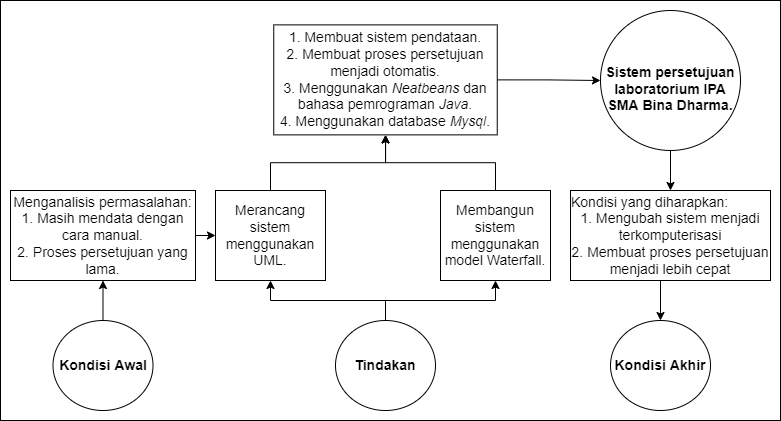 1. Membuat sistem pendataan.
2. Membuat proses persetujuan
menjadi otomatis.
3. Menggunakan Neatbeans dan
bahasa pemrograman Java.
4. Menggunakan database Mysql.
Sistem persetujuan
laboratorium IPA
SMA Bina Dharma.
Menganalisis permasalahan:
1. Masih mendata dengan
cara manual.
2. Proses persetujuan yang
lama.
Merancang
sistem
menggunakan
UML.
Membangun
sistem
menggunakan
model Waterfall.
Kondisi yang diharapkan:
1. Mengubah sistem menjadi
terkomputerisasi
2. Membuat proses persetujuan
menjadi lebih cepat
Kondisi Awal
Tindakan
Kondisi Akhir